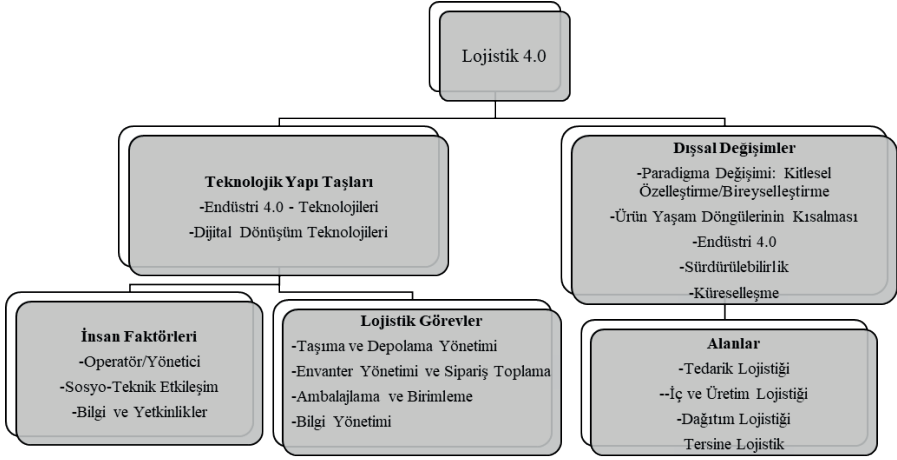 Lojistik 4.0
Teknolojik Yapı Taşları
-Endüstri 4.0 - Teknolojileri
-Dijital Dönüşüm Teknolojileri
Dışsal Değişimler
-Paradigma Değişimi: Kitlesel
Özelleştirme/Bireyselleştirme
-Ürün Yaşam Döngülerinin Kısalması
-Endüstri 4.0
-Sürdürülebilirlik
-Küreselleşme
İnsan Faktörleri
-Operatör/Yönetici
-Sosyo-Teknik Etkileşim
-Bilgi ve Yetkinlikler
Lojistik Görevler
-Taşıma ve Depolama Yönetimi
-Envanter Yönetimi ve Sipariş Toplama
-Ambalajlama ve Birimleme
-Bilgi Yönetimi
Alanlar
-Tedarik Lojistiği
--İç ve Üretim Lojistiği
-Dağıtım Lojistiği
Tersine Lojistik